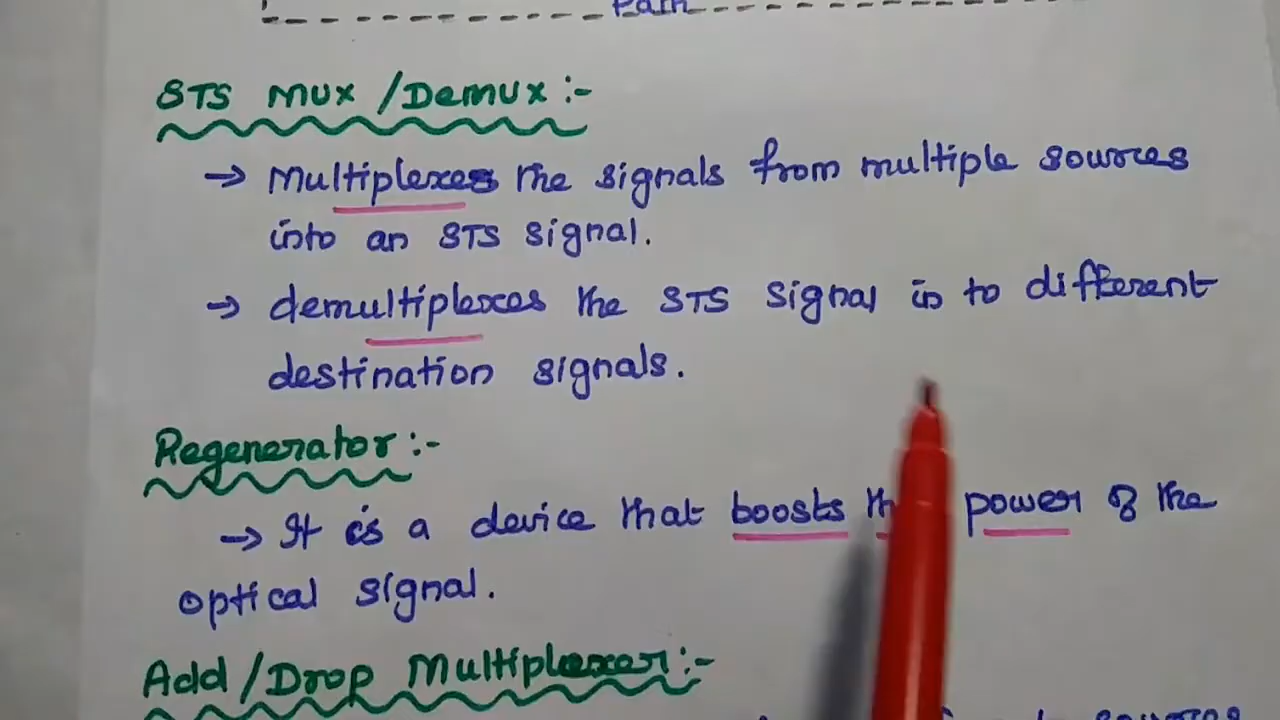 Path
STS Mux /Demux :-
→ Multiplexes the signals from multiple sources
into an STS signal.
→ demultiplexes the STS signal in to different
destination signals.
Regenerator :-
→ It is a device that boosts the power of the
optical signal.
Add /Drop Multiplexer :-